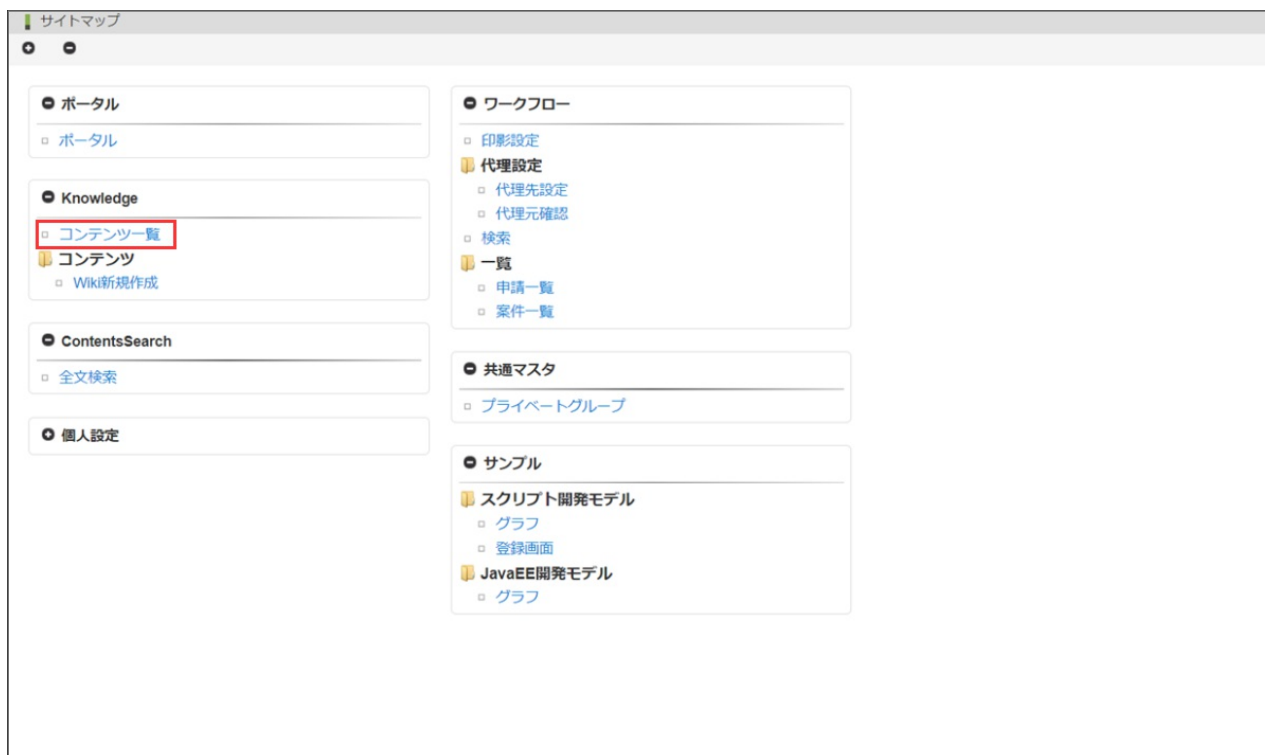 サイトマップ
ポータル
ポータル
Knowledge
コンテンツ一覧
コンテンツ
Wiki新規作成
ContentsSearch
全文検索
個人設定
ワークフロー
印影設定
代理設定
代理先設定
代理元確認
検索
一覧
申請一覧
案件一覧
共通マスタ
プライベートグループ
サンプル
スクリプト開発モデル
グラフ
登録画面
JavaEE開発モデル
グラフ